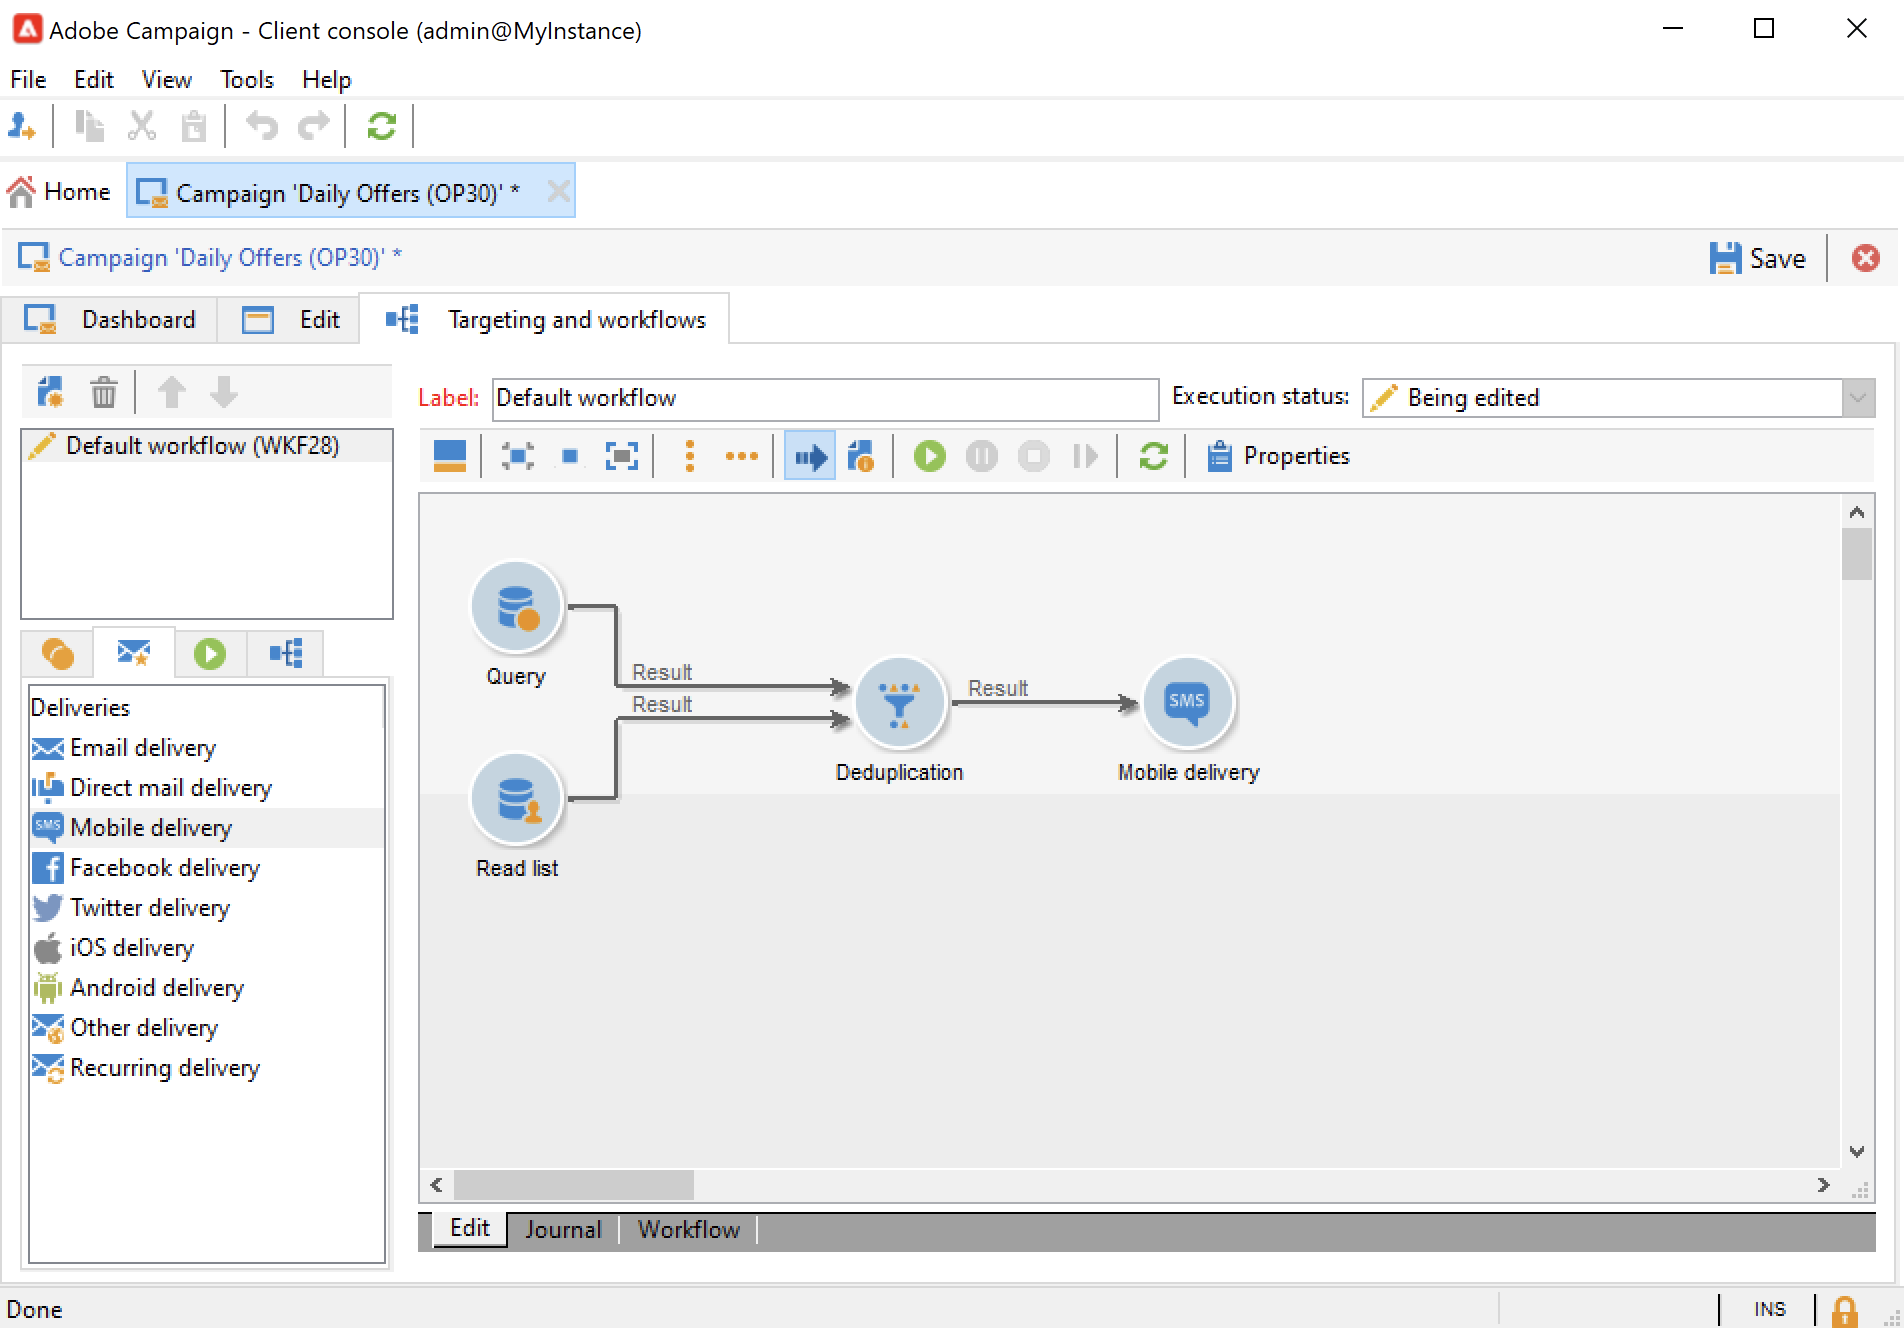 Adobe Campaign - Client console (admin@MyInstance)
File Edit View Tools Help
Home Campaign 'Daily Offers (OP30)' *
Campaign 'Daily Offers (OP30)' * Save
Dashboard Edit Targeting and workflows
Label: Default workflow Execution status: Being edited
Default workflow (WKF28)
Properties
Query
Result
Result
Result
SMS
Deduplication
Mobile delivery
Read list
Deliveries
Email delivery
Direct mail delivery
SMS Mobile delivery
Facebook delivery
Twitter delivery
iOS delivery
Android delivery
Other delivery
Recurring delivery
Edit Journal Workflow
Done INS